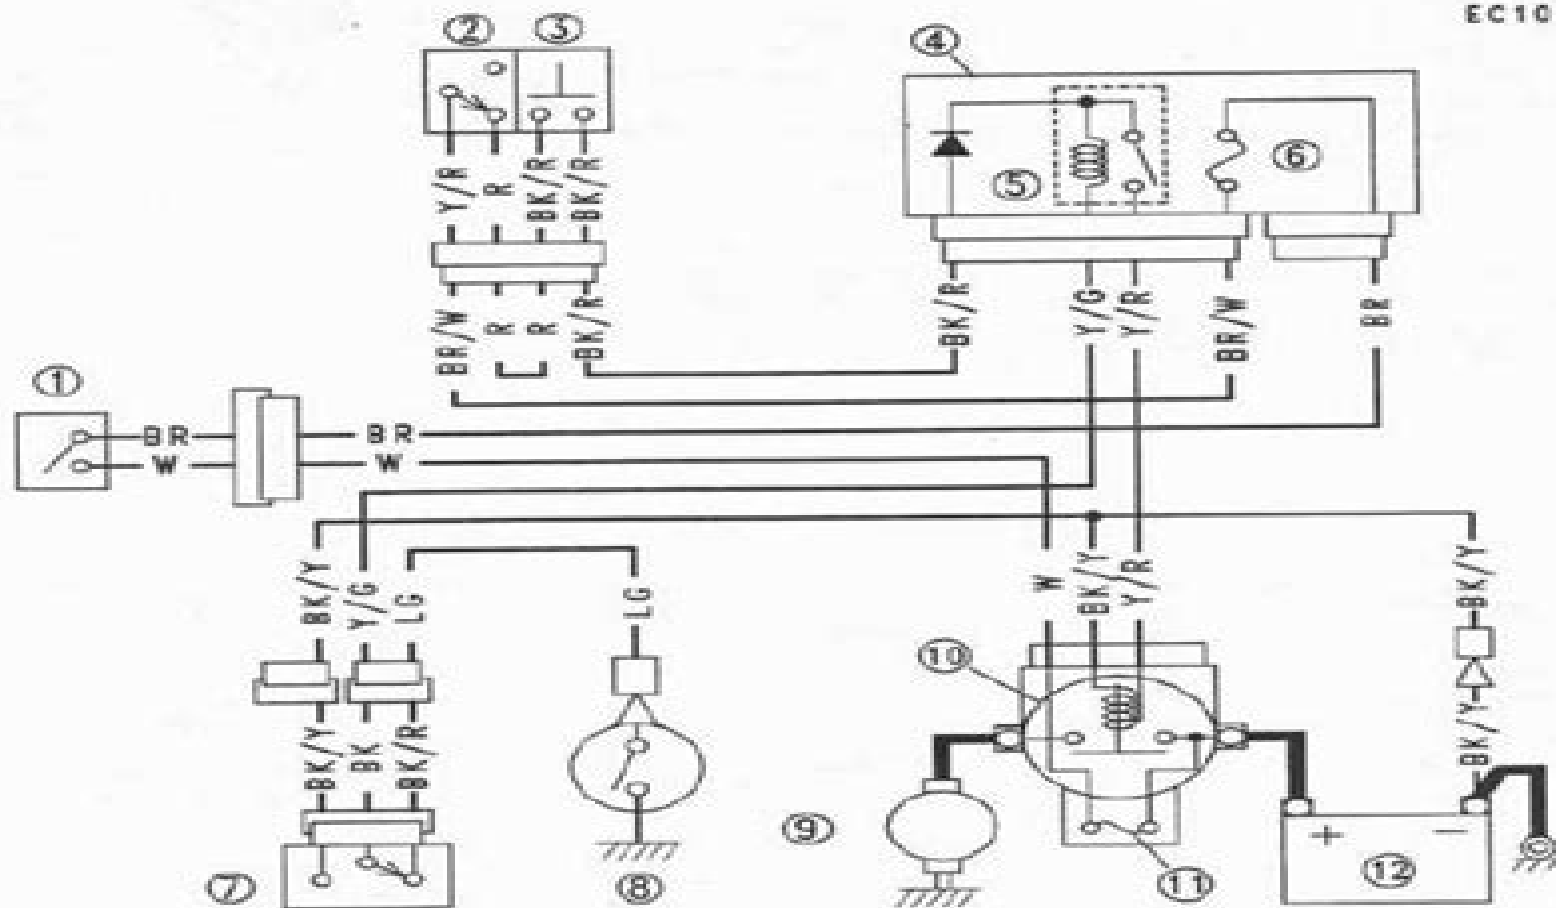 EC10
2 3
4
5 6
Y/R R BK/R BK/R
BR/W R R BK/R
BK/R Y/G Y/R BR/W BR
1
BR BR
W W
BK/Y Y/G LG LG
W BK/Y Y/R BK/Y
BK/Y BK BK/R
BK/Y
10
9
7 8
11
+ −
12